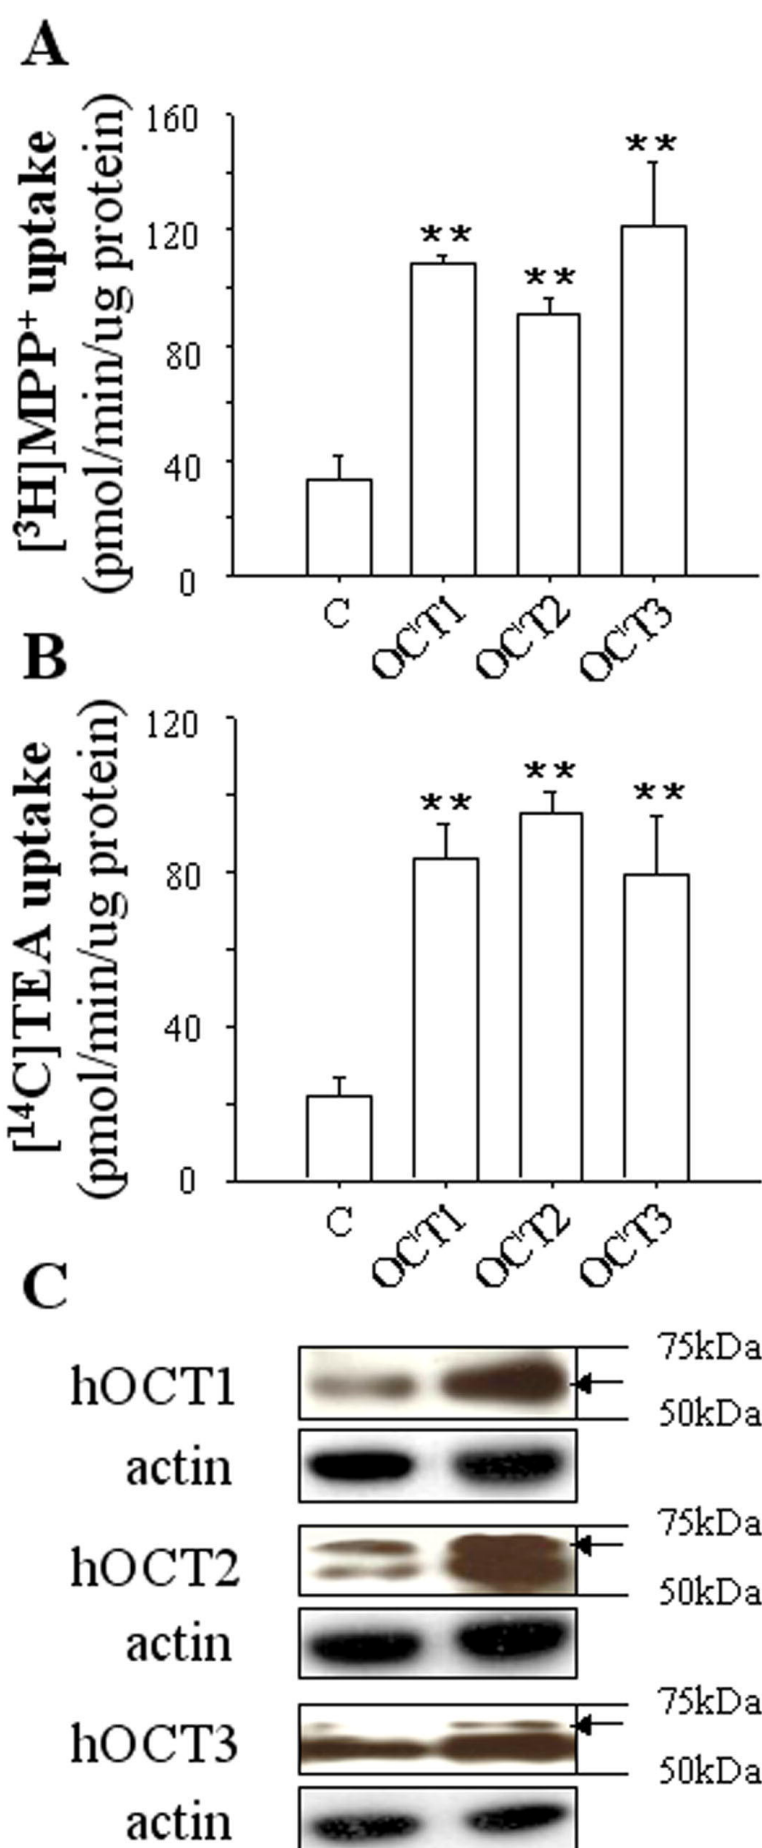 A
[³H]MPP⁺ uptake
(pmol/min/ug protein)
160
120
80
40
0
**
**
**
C
OCT1
OCT2
OCT3
B
[¹⁴C]TEA uptake
(pmol/min/ug protein)
120
80
40
0
**
**
**
C
OCT1
OCT2
OCT3
C
hOCT1
75kDa
50kDa
actin
hOCT2
75kDa
50kDa
actin
hOCT3
75kDa
50kDa
actin